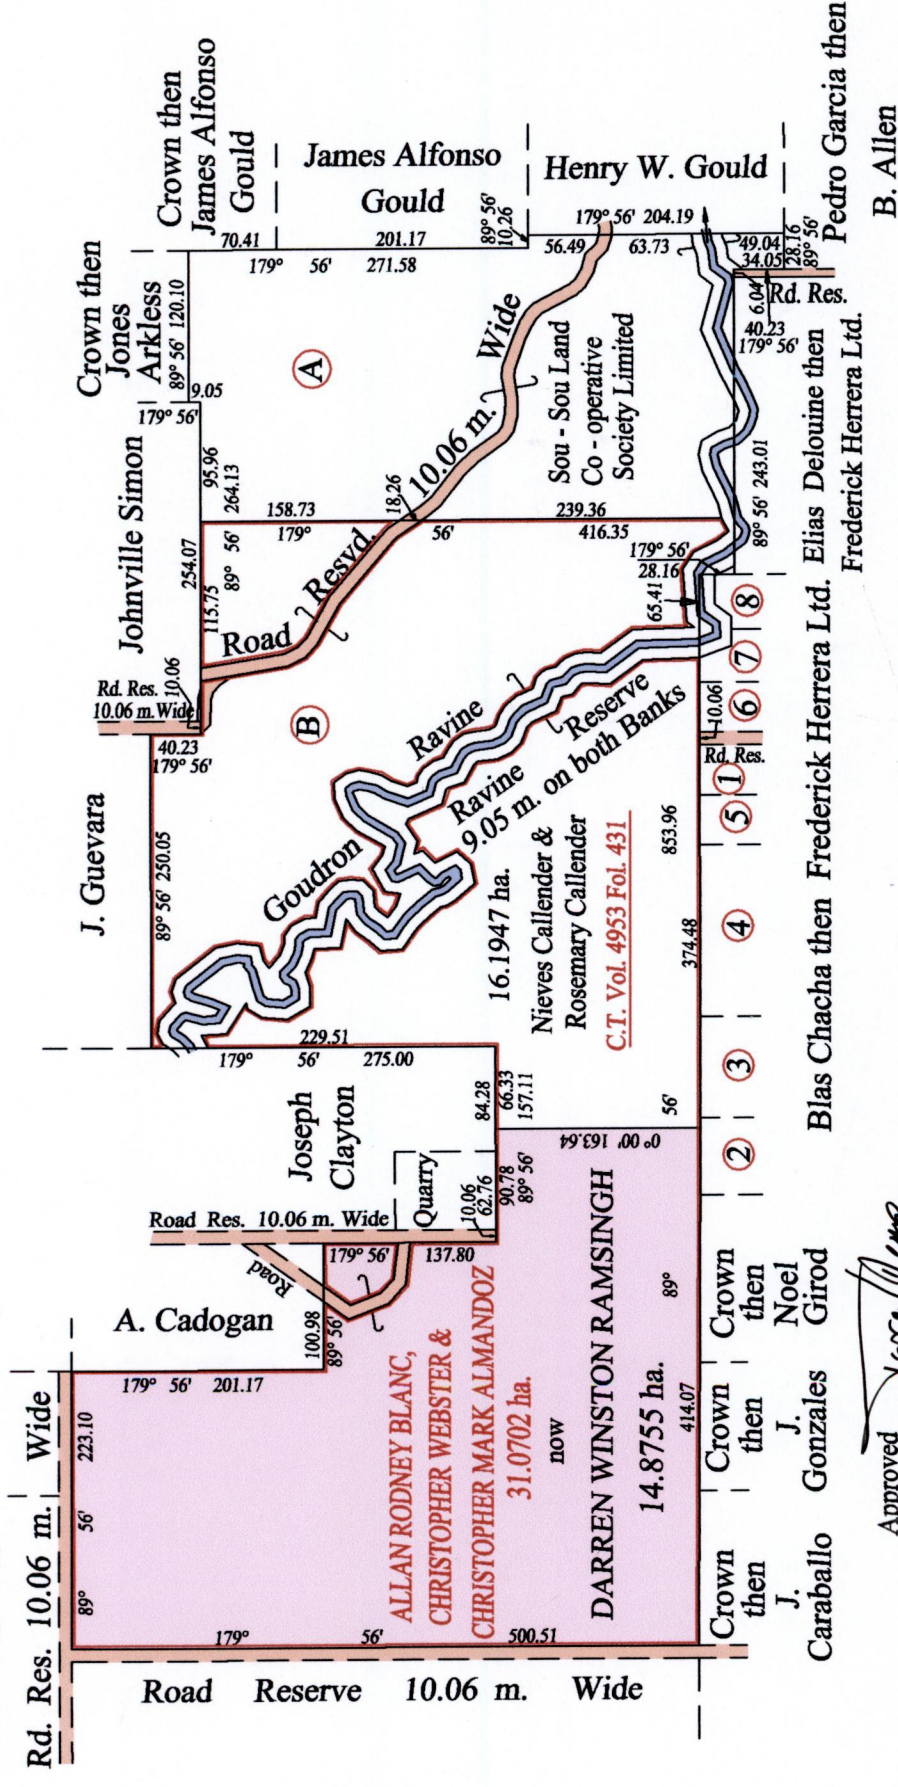 Rd. Res. 10.06 m. Wide
Road Reserve 10.06 m. Wide
89° 56' 223.10
179° 56' 500.51
179° 56' 201.17
A. Cadogan
100.98
89° 56'
Road
Road Res. 10.06 m. Wide
179° 56'
137.80
Quarry
10.06
62.76
Joseph
Clayton
84.28
66.33
157.11
90.78
89° 56'
0° 00' 163.64
ALLAN RODNEY BLANC,
CHRISTOPHER WEBSTER &
CHRISTOPHER MARK ALMANDOZ
31.0702 ha.
now
DARREN WINSTON RAMSINGH
14.8755 ha.
414.07
89° 56'
374.48
853.96
229.51
179° 56' 275.00
J. Guevara
89° 56' 250.05
40.23
179° 56'
Rd. Res.
10.06 m. Wide
10.06
Goudron Ravine
Ravine Reserve
9.05 m. on both Banks
16.1947 ha.
Nieves Callender &
Rosemary Callender
C.T. Vol. 4953 Fol. 431
B
Road Resvd. 10.06 m. Wide
Johnville Simon
254.07
115.75
89° 56'
95.96
264.13
179° 56'
9.05
Crown then
Jones
Arkless
89° 56' 120.10
A
158.73
18.26
239.36
179° 56' 416.35
179° 56'
28.16
65.41
Crown then
James Alfonso
Gould
70.41
201.17
179° 56' 271.58
James Alfonso
Gould
89° 56'
10.26
Henry W. Gould
179° 56' 204.19
56.49
63.73
49.04
34.05
28.16
89° 56'
6.04
Rd. Res.
40.23
179° 56'
Sou - Sou Land
Co - operative
Society Limited
89° 56' 243.01
Pedro Garcia then
B. Allen
Elias Delouine then
Frederick Herrera Ltd.
10.06
Rd. Res.
2
3
4
5
1
6
7
8
Blas Chacha then Frederick Herrera Ltd.
Crown
then
J.
Caraballo
Crown
then
J.
Gonzales
Crown
then
Noel
Girod
Approved